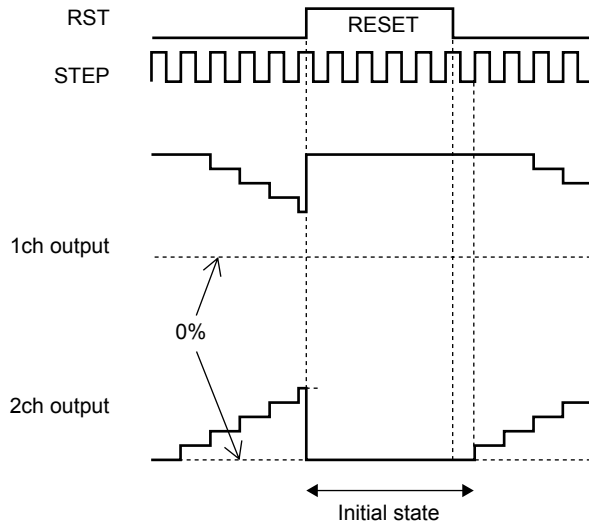 RST
RESET
STEP
1ch output
0%
2ch output
Initial state